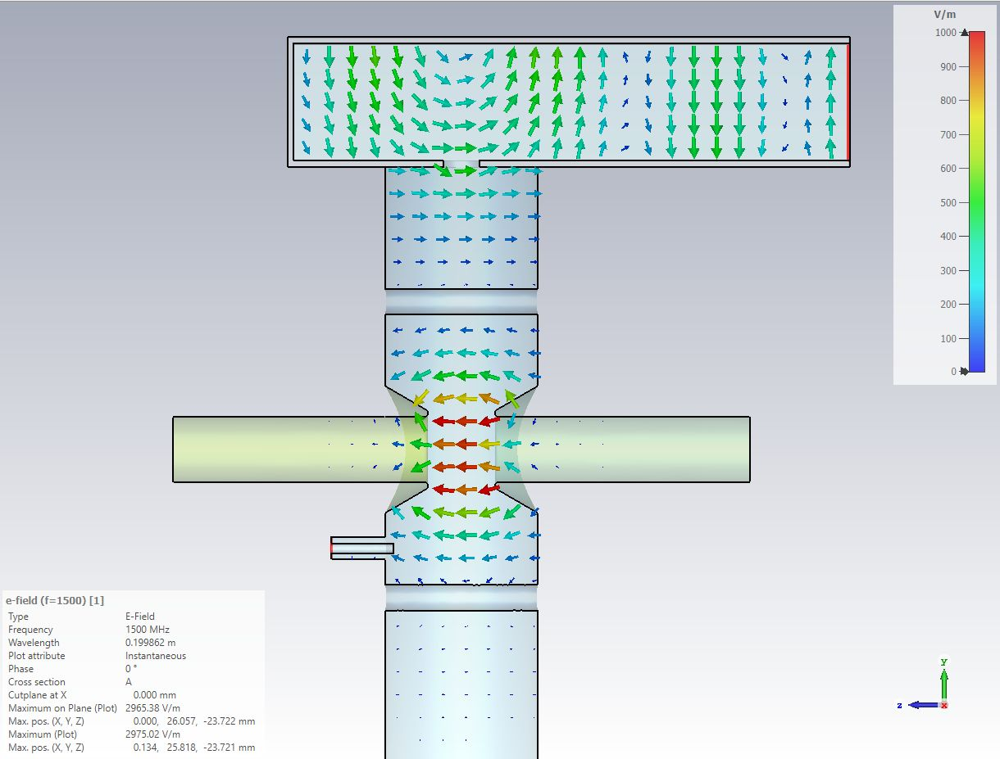 V/m
1000
900
800
700
600
500
400
300
200
100
0
e-field (f=1500) [1]
Type E-Field
Frequency 1500 MHz
Wavelength 0.199862 m
Plot attribute Instantaneous
Phase 0 °
Cross section A
Cutplane at X 0.000 mm
Maximum on Plane (Plot) 2965.38 V/m
Max. pos. (X, Y, Z) 0.000, 26.057, -23.722 mm
Maximum (Plot) 2975.02 V/m
Max. pos. (X, Y, Z) 0.134, 25.818, -23.721 mm
y
z
x